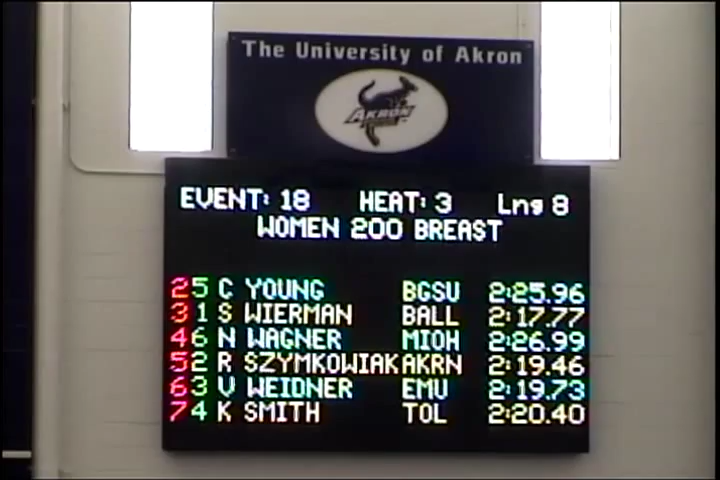 The University of Akron
AKRON
EVENT: 18 HEAT: 3 Lng 8
WOMEN 200 BREAST
2 5 C YOUNG BGSU 2:25.96
3 1 S WIERMAN BALL 2:17.77
4 6 N WAGNER MIOH 2:26.99
5 2 R SZYMKOWIAK AKRN 2:19.46
6 3 V WEIDNER EMU 2:19.73
7 4 K SMITH TOL 2:20.40